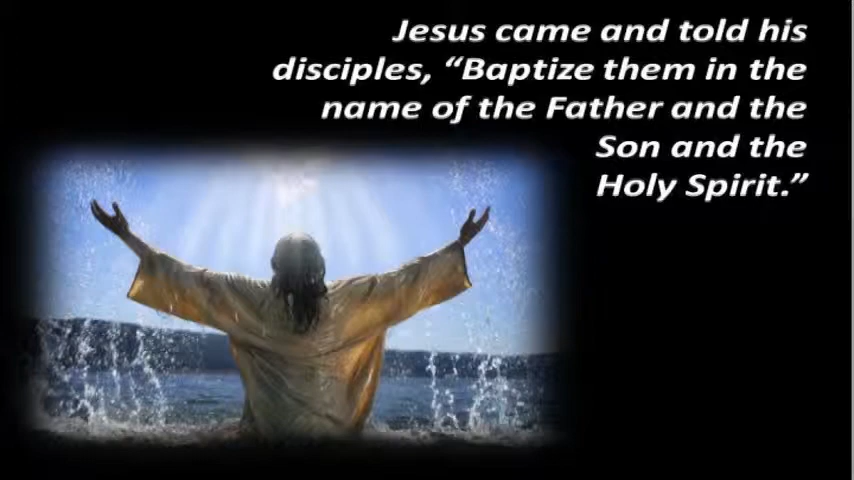 Jesus came and told his
disciples, “Baptize them in the
name of the Father and the
Son and the
Holy Spirit.”